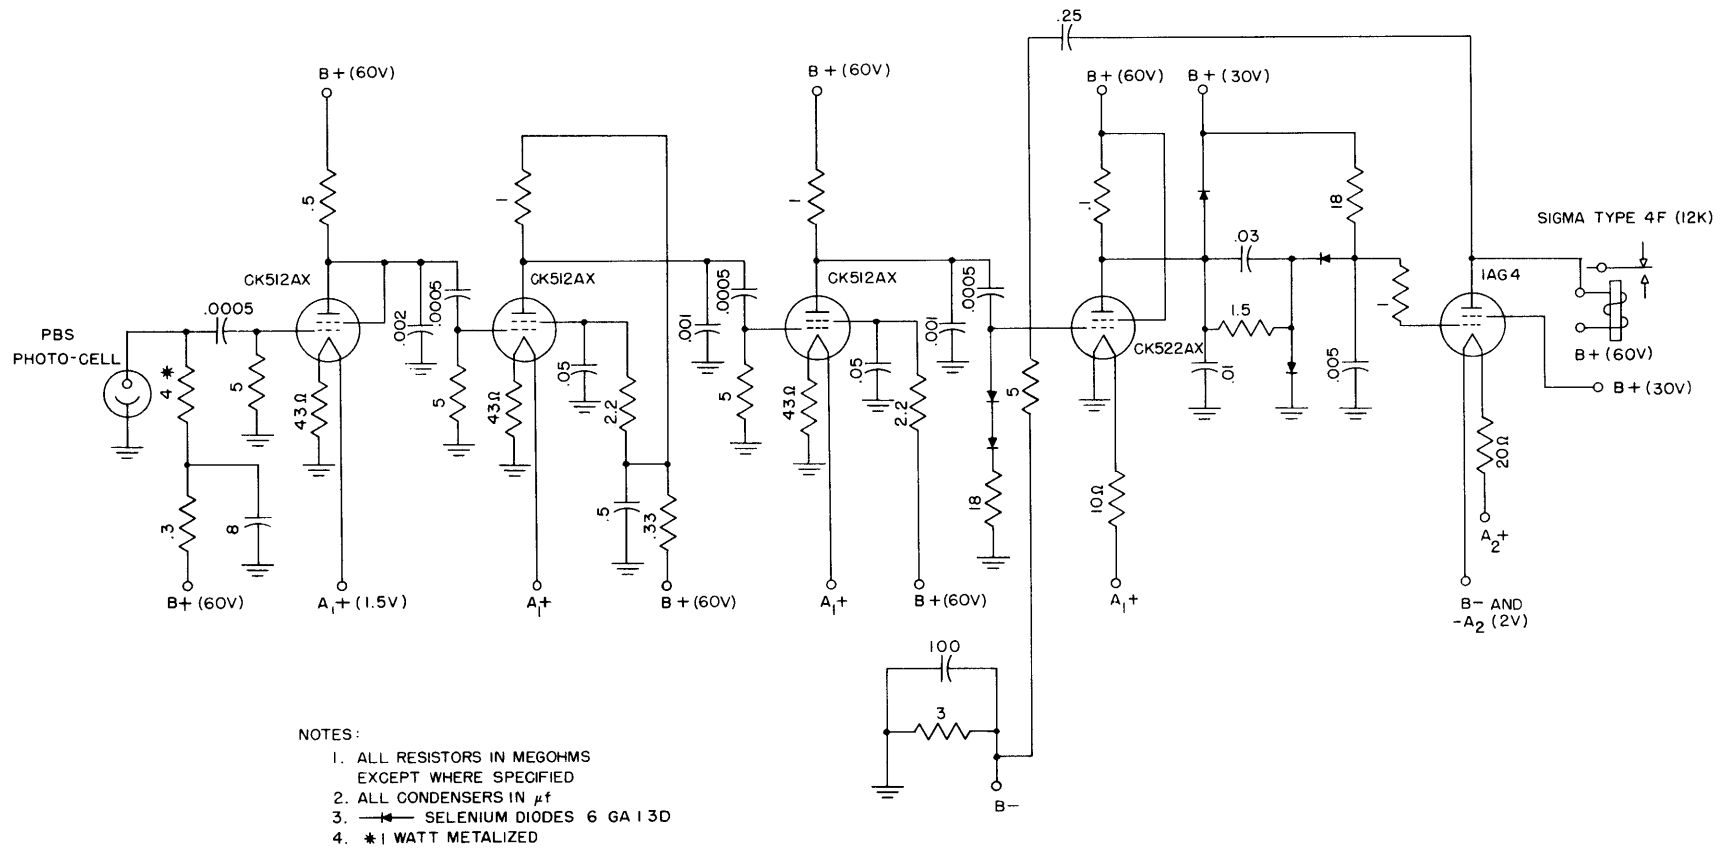 .25
B+(60V)
B+(60V)
B+(60V)
B+(30V)
.5
1
1
.1
18
SIGMA TYPE 4F (12K)
.03
CK512AX
CK512AX
CK512AX
1AG4
.0005
.0005
.0005
.0005
1
PBS
PHOTO-CELL
.002
.001
.001
1.5
CK522AX
B+(60V)
*
4
5
43Ω
5
43Ω
.05
2.2
5
43Ω
.05
2.2
5
.01
.005
B+(30V)
20Ω
.3
8
.5
.33
18
10Ω
A2+
B+(60V)
A1+(1.5V)
A1+
B+(60V)
A1+
B+(60V)
A1+
B- AND
-A2 (2V)
100
3
B-
NOTES:
1. ALL RESISTORS IN MEGOHMS
EXCEPT WHERE SPECIFIED
2. ALL CONDENSERS IN μf
3. SELENIUM DIODES 6 GA 1 3D
4. *1 WATT METALIZED